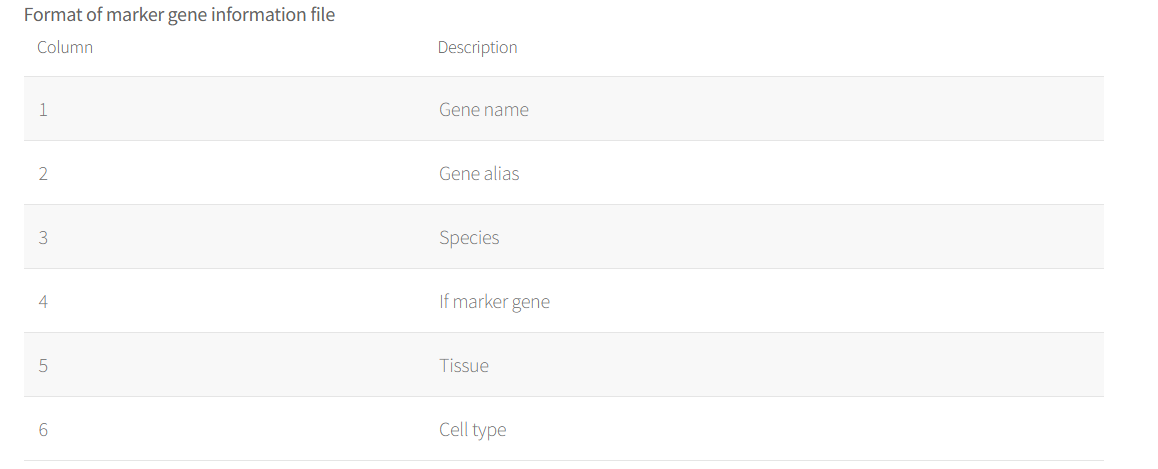 Format of marker gene information file
Column Description
1 Gene name
2 Gene alias
3 Species
4 If marker gene
5 Tissue
6 Cell type